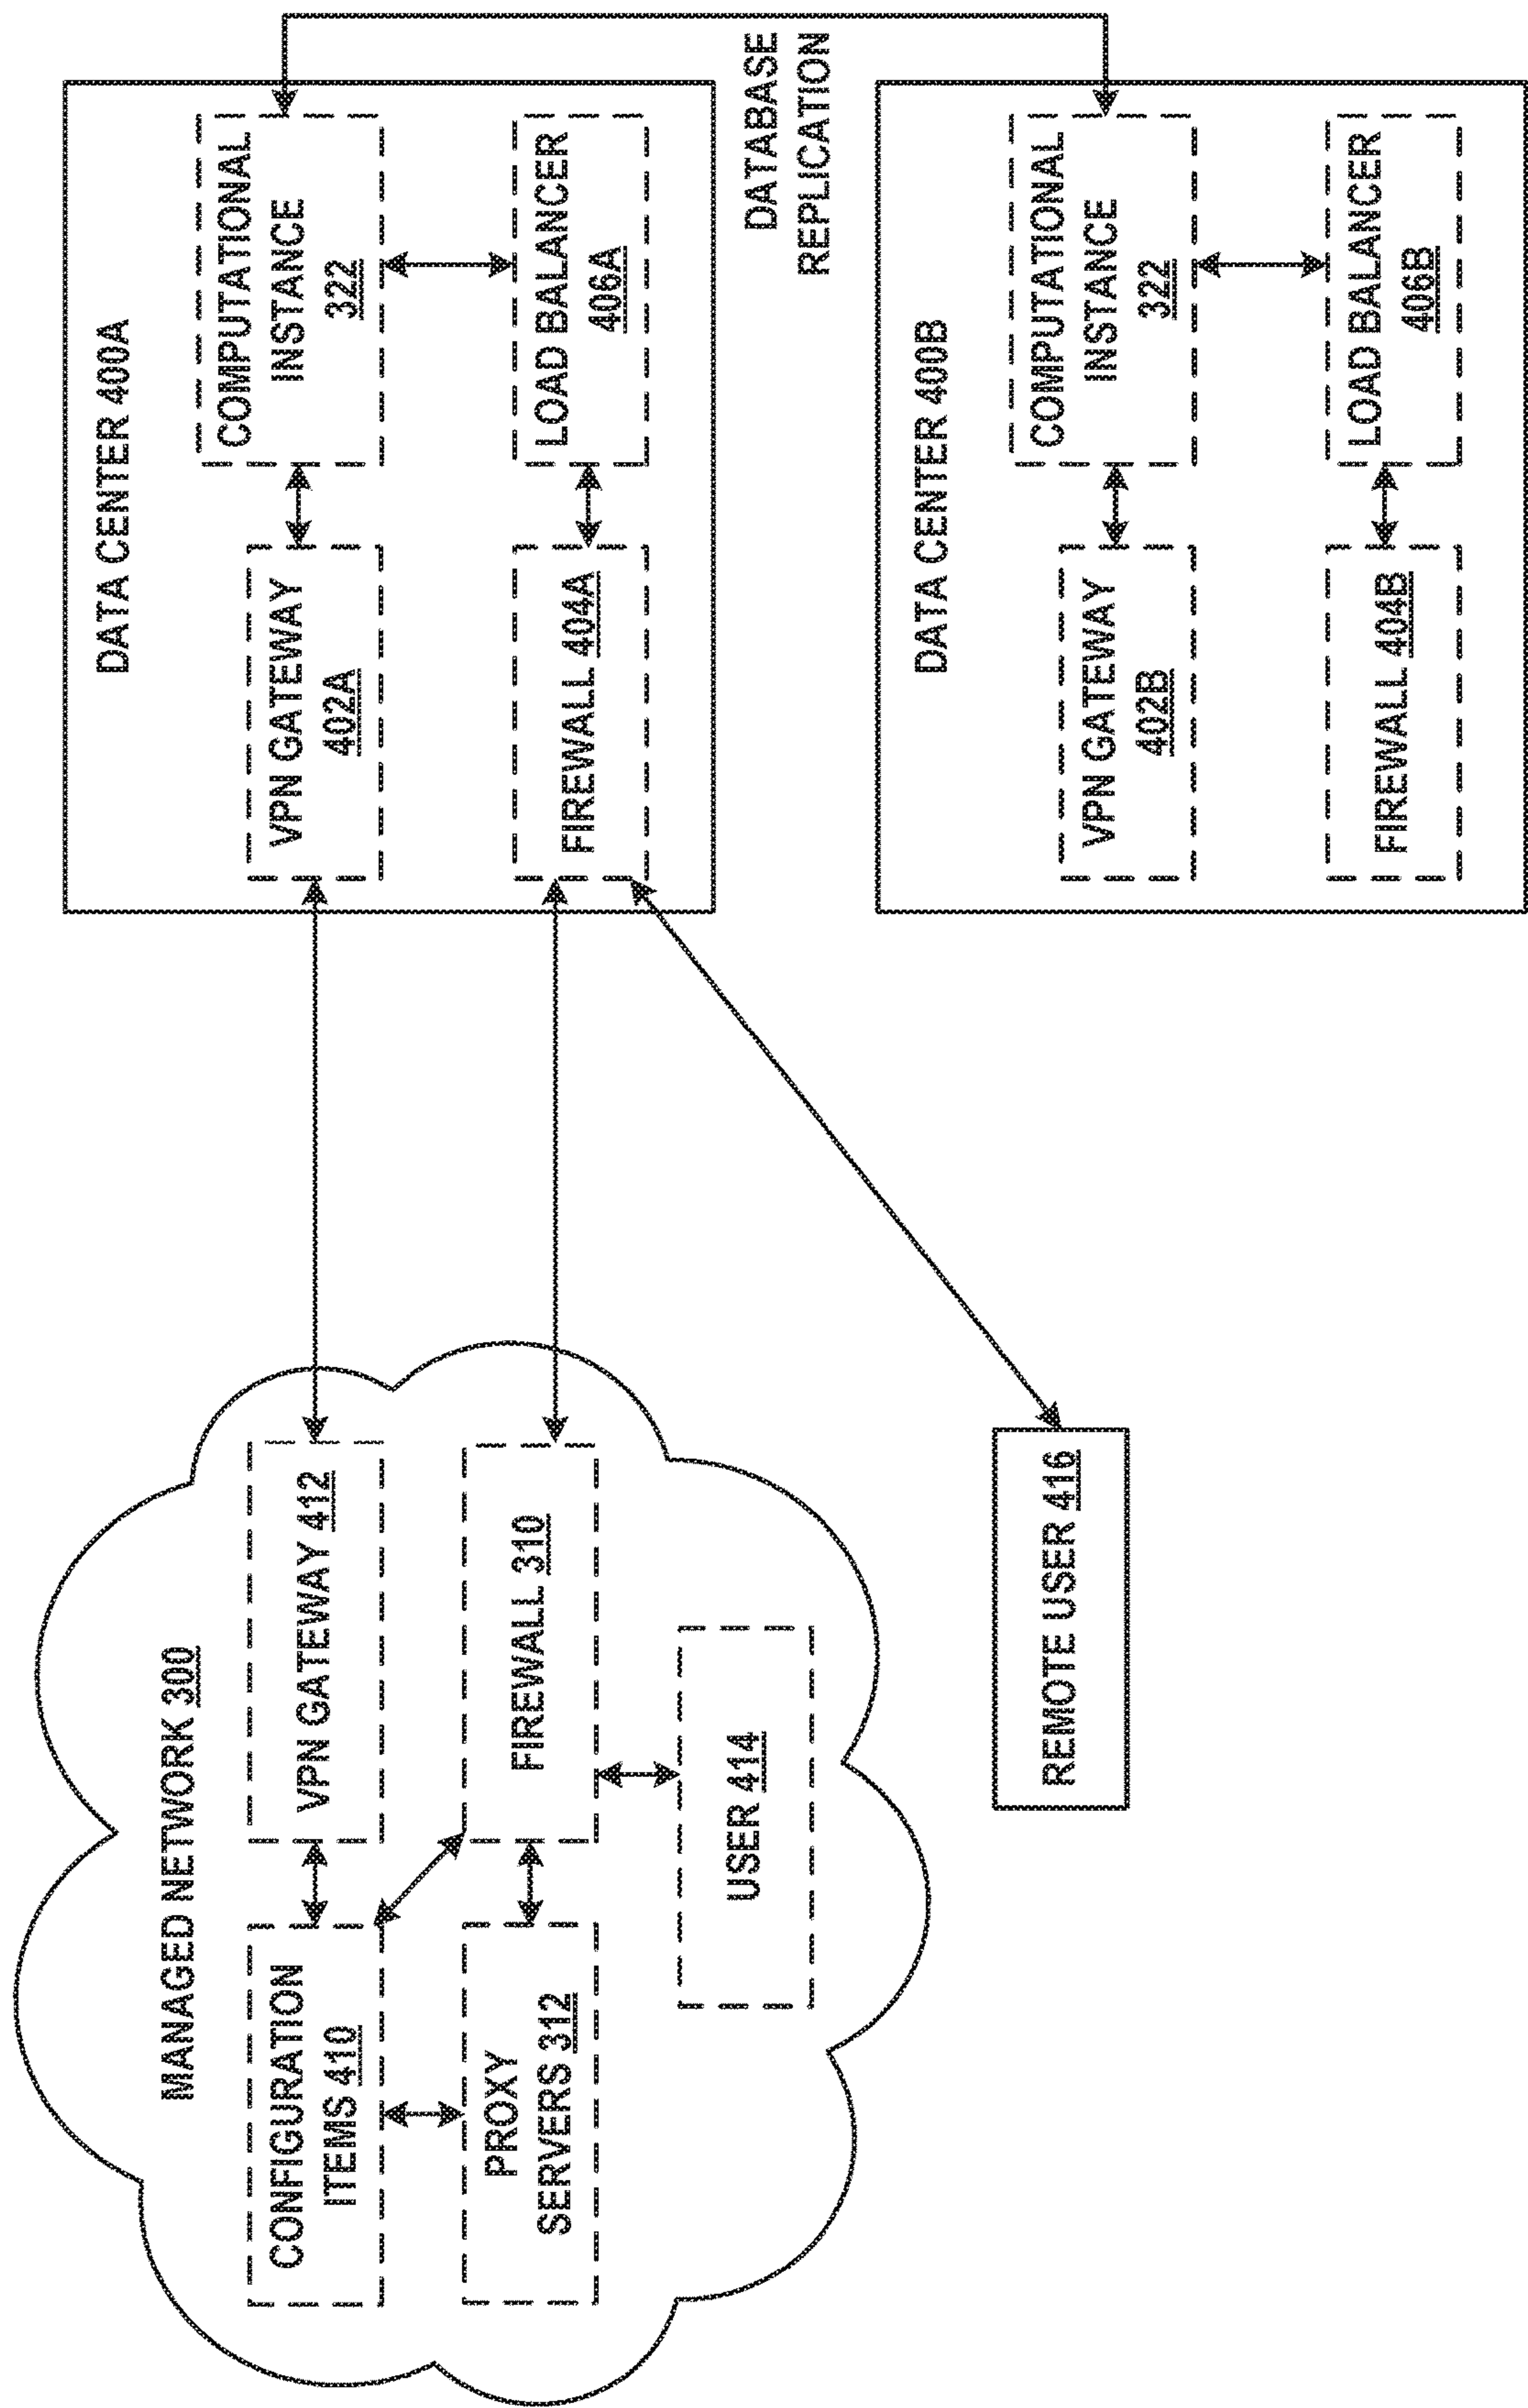 MANAGED NETWORK 300
CONFIGURATION
ITEMS 410
VPN GATEWAY 412
PROXY
SERVERS 312
FIREWALL 310
USER 414
REMOTE USER 416
DATA CENTER 400A
VPN GATEWAY
402A
COMPUTATIONAL
INSTANCE
322
FIREWALL 404A
LOAD BALANCER
406A
DATABASE
REPLICATION
DATA CENTER 400B
VPN GATEWAY
402B
COMPUTATIONAL
INSTANCE
322
FIREWALL 404B
LOAD BALANCER
406B